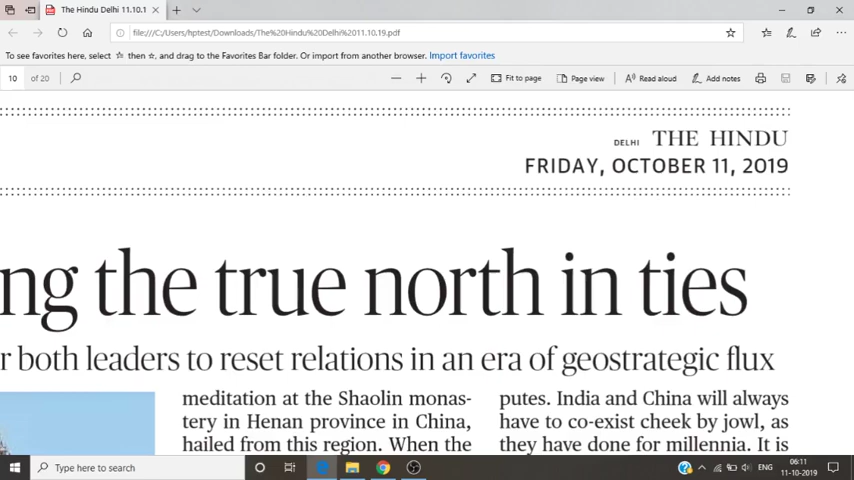 The Hindu Delhi 11.10.1
file:///C:/Users/hptest/Downloads/The%20Hindu%20Delhi%2011.10.19.pdf
To see favorites here, select ☆ then ☆, and drag to the Favorites Bar folder. Or import from another browser. Import favorites
10 of 20 Fit to page Page view Read aloud Add notes
DELHI THE HINDU
FRIDAY, OCTOBER 11, 2019
ng the true north in ties
r both leaders to reset relations in an era of geostrategic flux
meditation at the Shaolin monas-
tery in Henan province in China,
hailed from this region. When the
putes. India and China will always
have to co-exist cheek by jowl, as
they have done for millennia. It is
Type here to search
ENG
06:11
11-10-2019